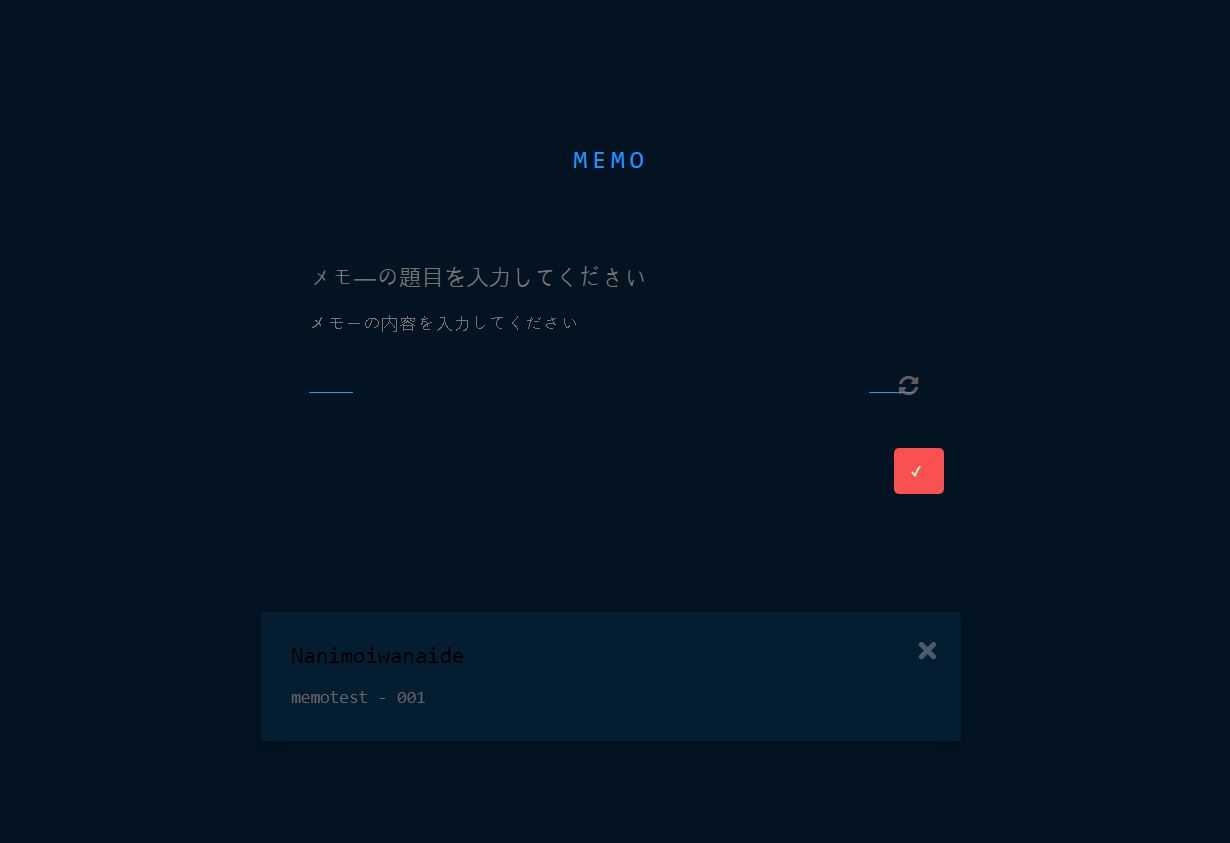 MEMO
メモ―の題目を入力してください
メモーの内容を入力してください
Nanimoiwanaide
memotest - 001